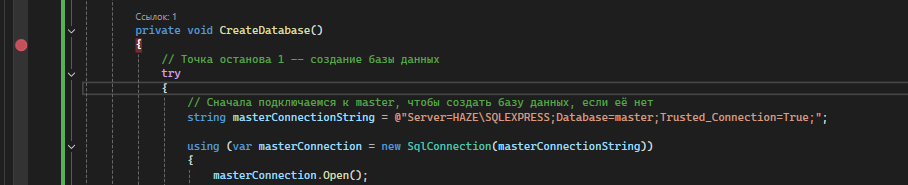 Ссылок: 1
private void CreateDatabase()
{
// Точка останова 1 -- создание базы данных
try
{
// Сначала подключаемся к master, чтобы создать базу данных, если её нет
string masterConnectionString = @"Server=HAZE\SQLEXPRESS;Database=master;Trusted_Connection=True;";
using (var masterConnection = new SqlConnection(masterConnectionString))
{
masterConnection.Open();